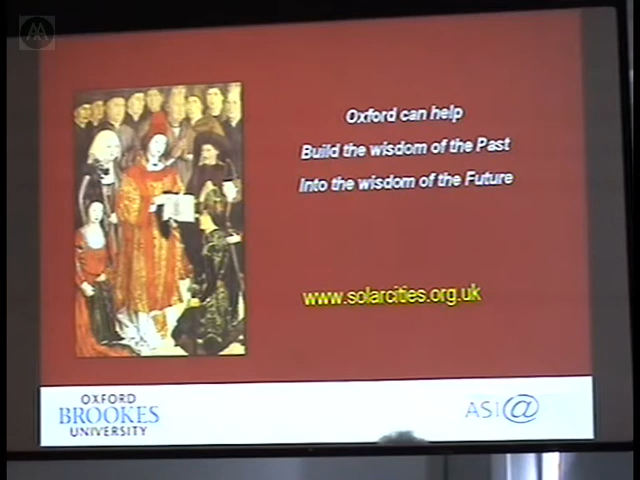 Oxford can help
Build the wisdom of the Past
Into the wisdom of the Future
www.solarcities.org.uk
OXFORD
BROOKES
UNIVERSITY
ASI@